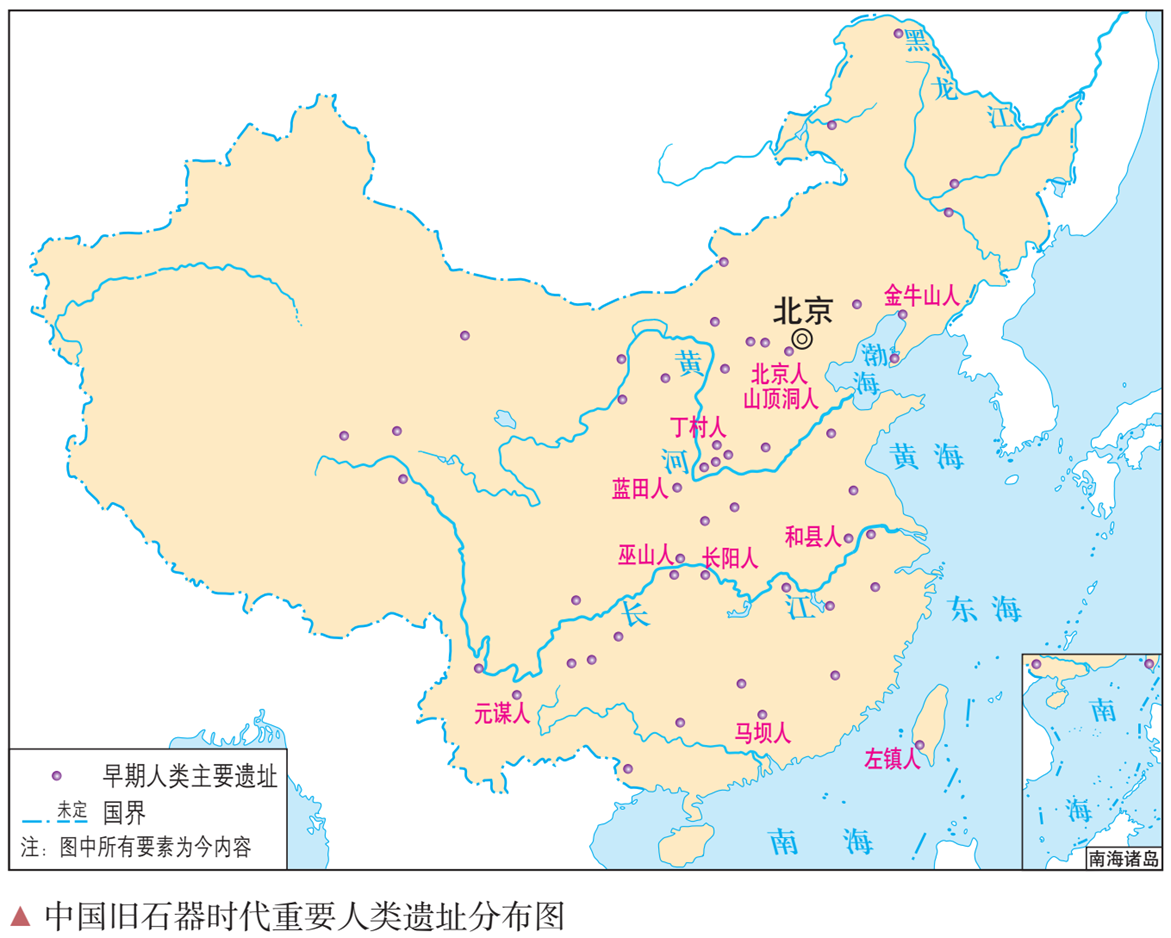 黑
龙
江
金牛山人
北京
渤
海
黄
北京人
山顶洞人
丁村人
河
黄海
蓝田人
和县人
巫山人
长阳人
长
江
东海
元谋人
马坝人
左镇人
南海
南
海
南海诸岛
早期人类主要遗址
未定
国界
注：图中所有要素为今内容
▲中国旧石器时代重要人类遗址分布图